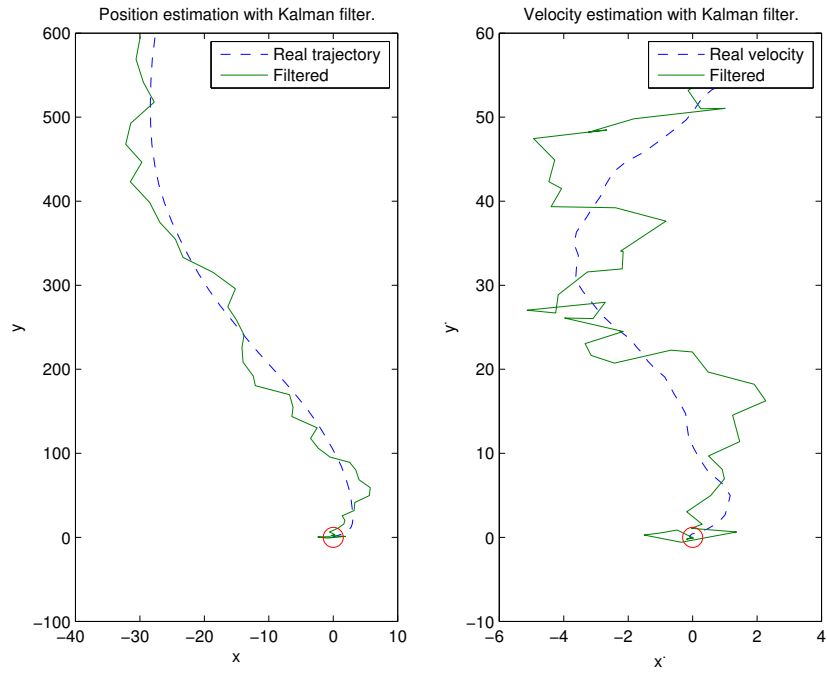 Position estimation with Kalman filter.
600
500
400
300
200
100
0
−100
−40
−30
−20
−10
0
10
x
y
Real trajectory
Filtered
Velocity estimation with Kalman filter.
60
50
40
30
20
10
0
−10
−6
−4
−2
0
2
4
x˙
y˙
Real velocity
Filtered